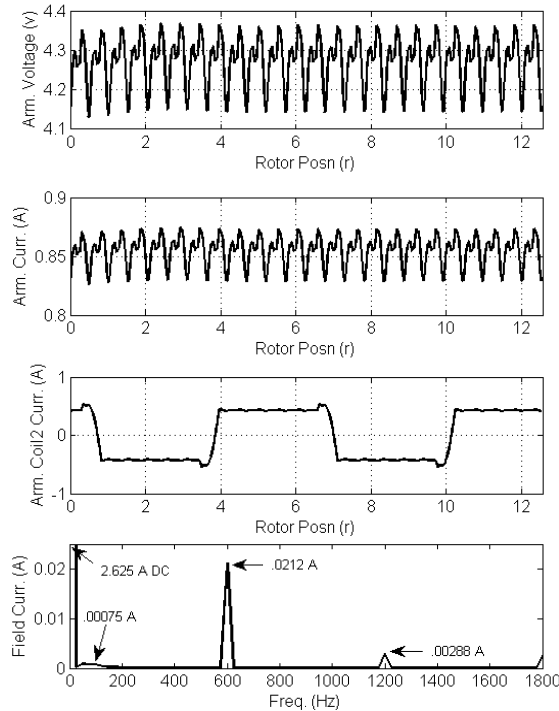 Arm. Voltage (v)
4.4
4.3
4.2
4.1
0 2 4 6 8 10 12
Rotor Posn (r)
Arm. Curr. (A)
0.9
0.85
0.8
0 2 4 6 8 10 12
Rotor Posn (r)
Arm. Coil2 Curr. (A)
1
0
-1
0 2 4 6 8 10 12
Rotor Posn (r)
Field Curr. (A)
0.02
0.01
0
2.625 A DC
.00075 A
.0212 A
.00288 A
0 200 400 600 800 1000 1200 1400 1600 1800
Freq. (Hz)